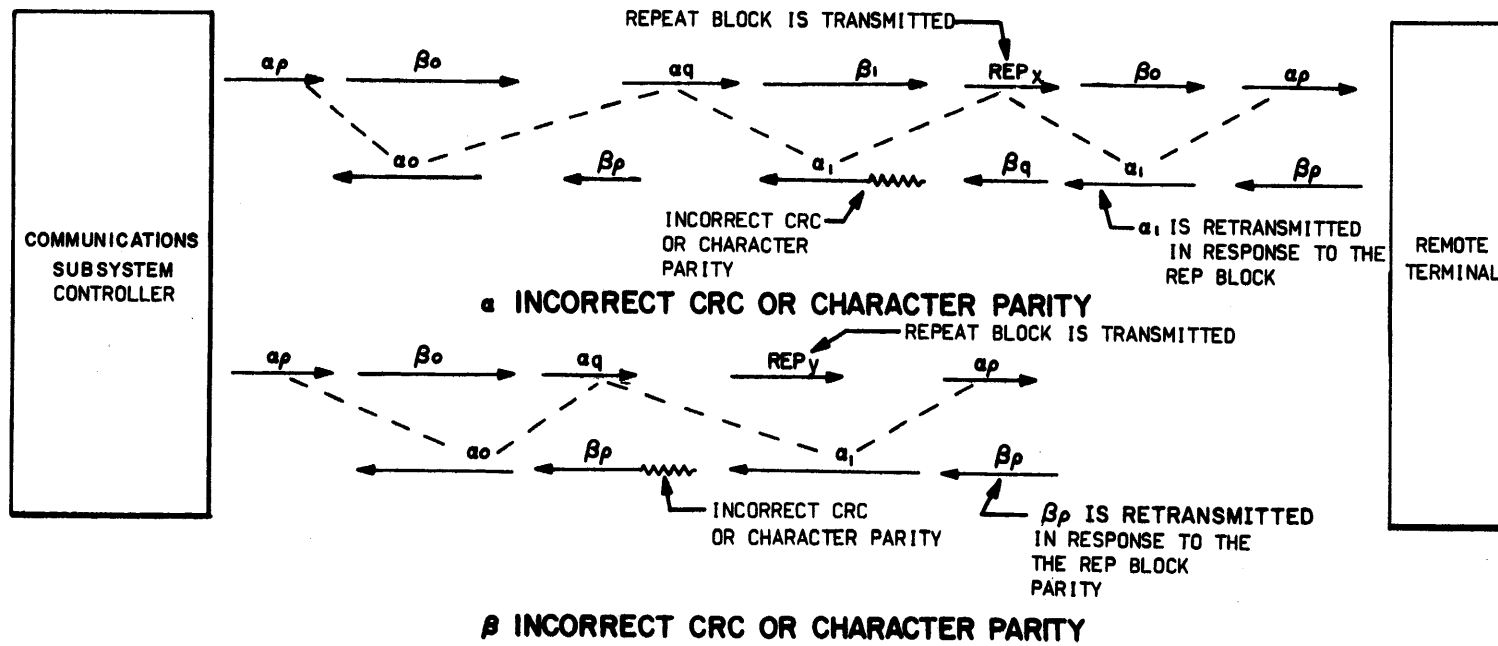 REPEAT BLOCK IS TRANSMITTED
αρ βο αq β₁ REPx βο αρ
αο βρ α₁ βq α₁ βρ
INCORRECT CRC
OR CHARACTER
PARITY
α₁ IS RETRANSMITTED
IN RESPONSE TO THE
REP BLOCK
COMMUNICATIONS
SUBSYSTEM
CONTROLLER
REMOTE
TERMINAL
α INCORRECT CRC OR CHARACTER PARITY
REPEAT BLOCK IS TRANSMITTED
αρ βο αq REPy αρ
αο βρ α₁ βρ
INCORRECT CRC
OR CHARACTER PARITY
βρ IS RETRANSMITTED
IN RESPONSE TO THE
THE REP BLOCK
PARITY
β INCORRECT CRC OR CHARACTER PARITY